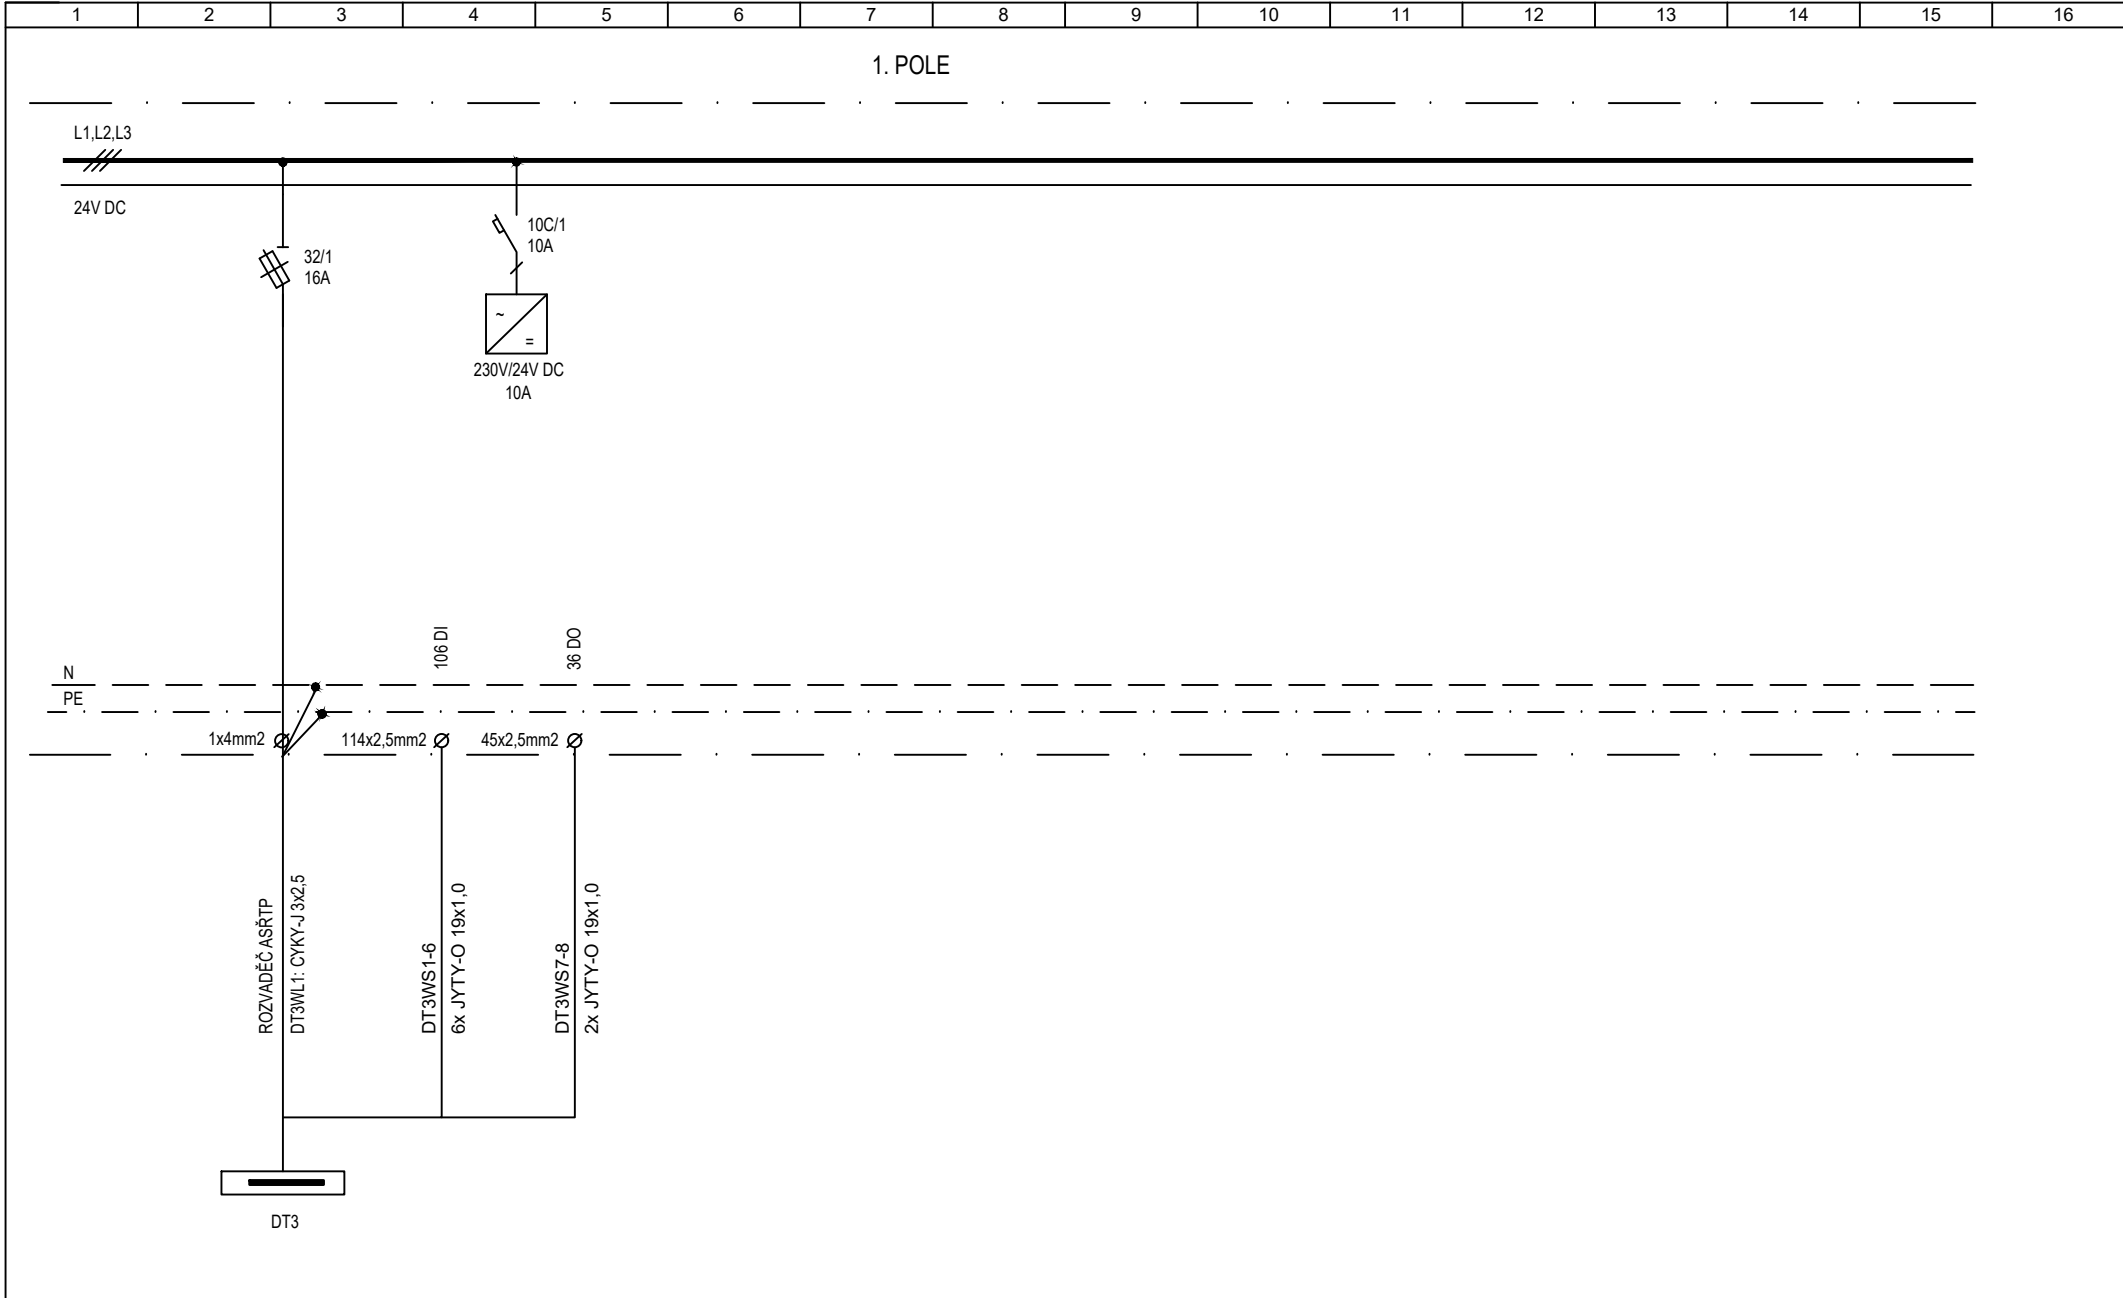 1 2 3 4 5 6 7 8 9 10 11 12 13 14 15 16
1. POLE
L1,L2,L3
24V DC
32/1
16A
10C/1
10A
~
=
230V/24V DC
10A
106 DI
36 DO
N
PE
1x4mm2
114x2,5mm2
45x2,5mm2
ROZVADĚČ ASŘTP
DT3WL1: CYKY-J 3x2,5
DT3WS1-6
6x JYTY-O 19x1,0
DT3WS7-8
2x JYTY-O 19x1,0
DT3